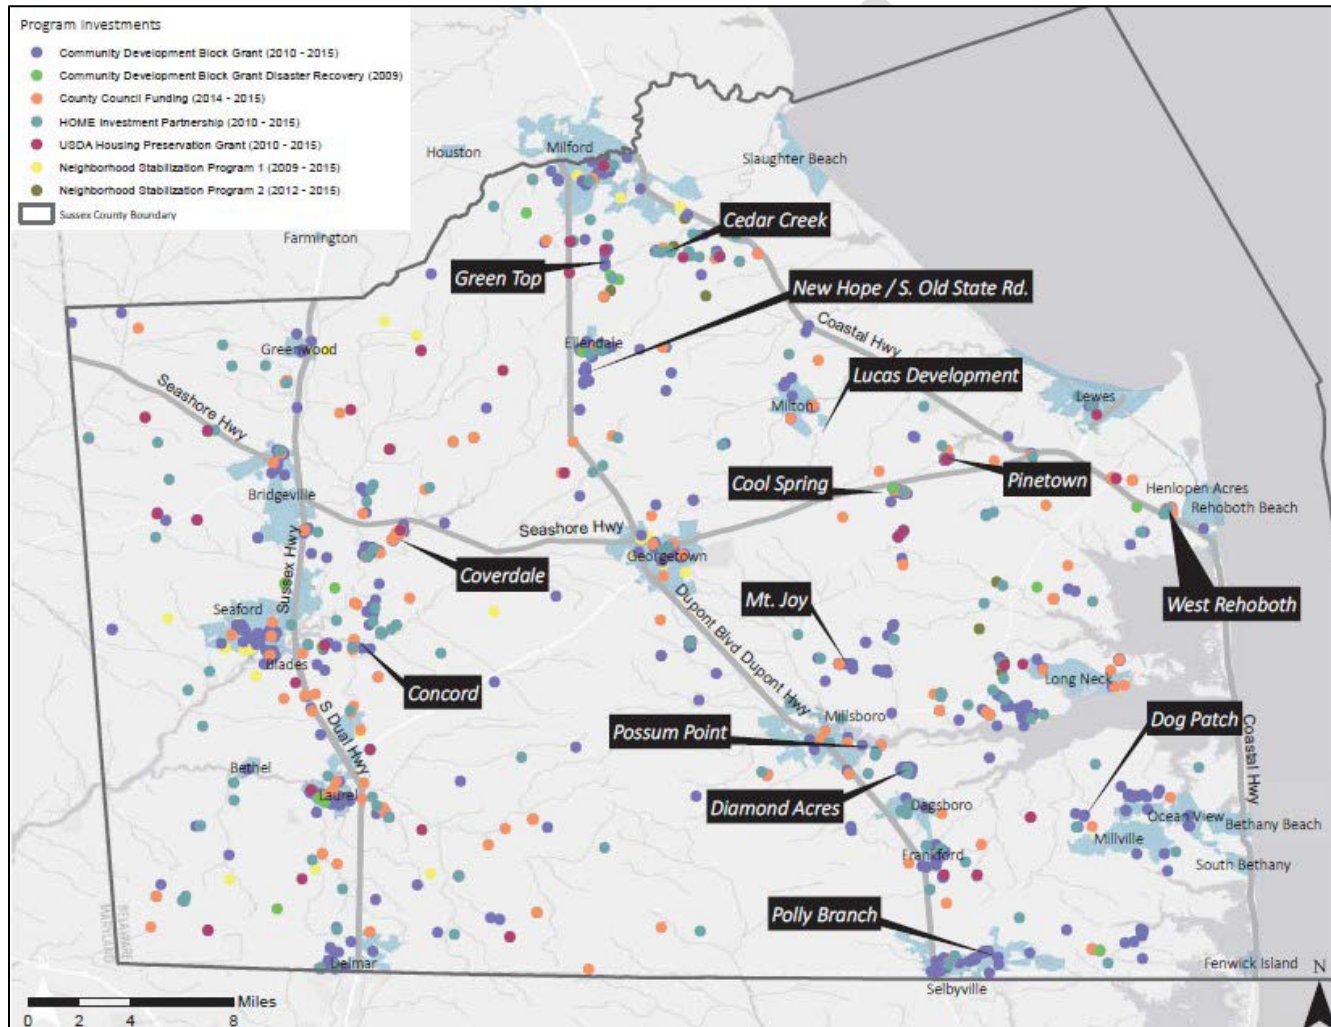 Program Investments
Community Development Block Grant (2010 - 2015)
Community Development Block Grant Disaster Recovery (2009)
County Council Funding (2014 - 2015)
HOME Investment Partnership (2010 - 2015)
USDA Housing Preservation Grant (2010 - 2015)
Neighborhood Stabilization Program 1 (2009 - 2015)
Neighborhood Stabilization Program 2 (2012 - 2015)
Sussex County Boundary
Houston
Milford
Slaughter Beach
Farmington
Cedar Creek
Green Top
New Hope / S. Old State Rd.
Coastal Hwy
Greenwood
Ellendale
Lucas Development
Seashore Hwy
Milton
Lewes
Bridgeville
Cool Spring
Pinetown
Henlopen Acres
Rehoboth Beach
Seashore Hwy
Georgetown
Sussex Hwy
Coverdale
Mt. Joy
West Rehoboth
Seaford
Blades
Dupont Blvd
Dupont Hwy
Long Neck
Concord
S Dual Hwy
Possum Point
Millsboro
Dog Patch
Coastal Hwy
Bethel
Laurel
Diamond Acres
Dagsboro
Ocean View
Bethany Beach
Millville
Frankford
South Bethany
Polly Branch
DELAWARE
MARYLAND
Delmar
Selbyville
Fenwick Island
N
Miles
0 2 4 8